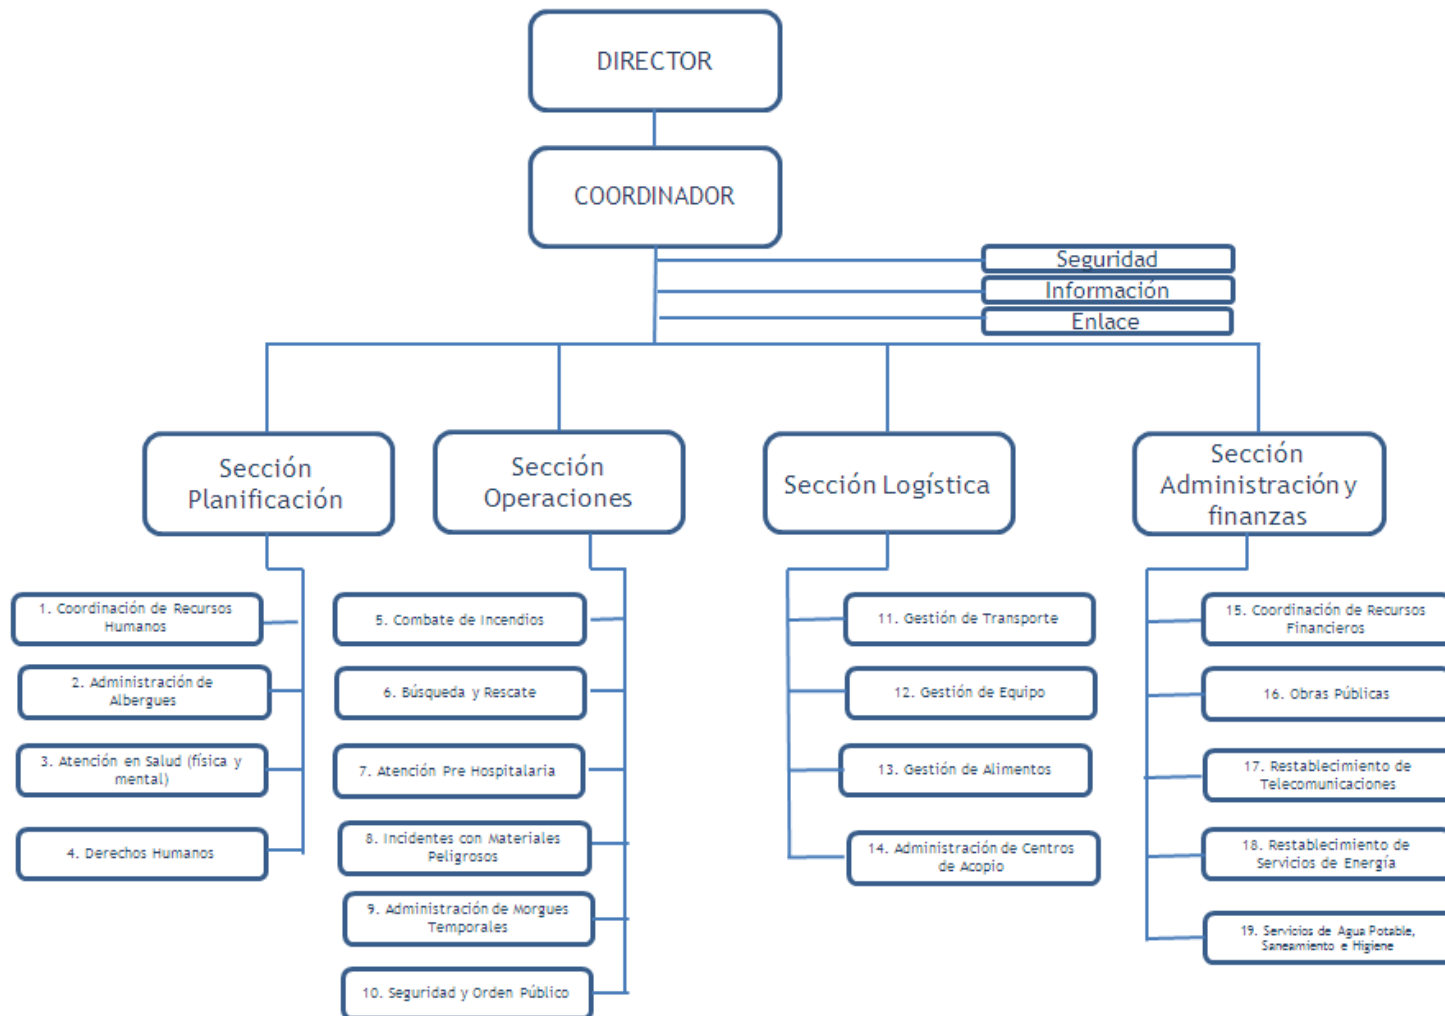 DIRECTOR
COORDINADOR
Seguridad
Información
Enlace
Sección
Planificación
Sección
Operaciones
Sección Logística
Sección
Administración y
finanzas
1. Coordinación de Recursos
Humanos
2. Administración de
Albergues
3. Atención en Salud (física y
mental)
4. Derechos Humanos
5. Combate de Incendios
6. Búsqueda y Rescate
7. Atención Pre Hospitalaria
8. Incidentes con Materiales
Peligrosos
9. Administración de Morgues
Temporales
10. Seguridad y Orden Público
11. Gestión de Transporte
12. Gestión de Equipo
13. Gestión de Alimentos
14. Administración de Centros
de Acopio
15. Coordinación de Recursos
Financieros
16. Obras Públicas
17. Restablecimiento de
Telecomunicaciones
18. Restablecimiento de
Servicios de Energía
19. Servicios de Agua Potable,
Saneamiento e Higiene